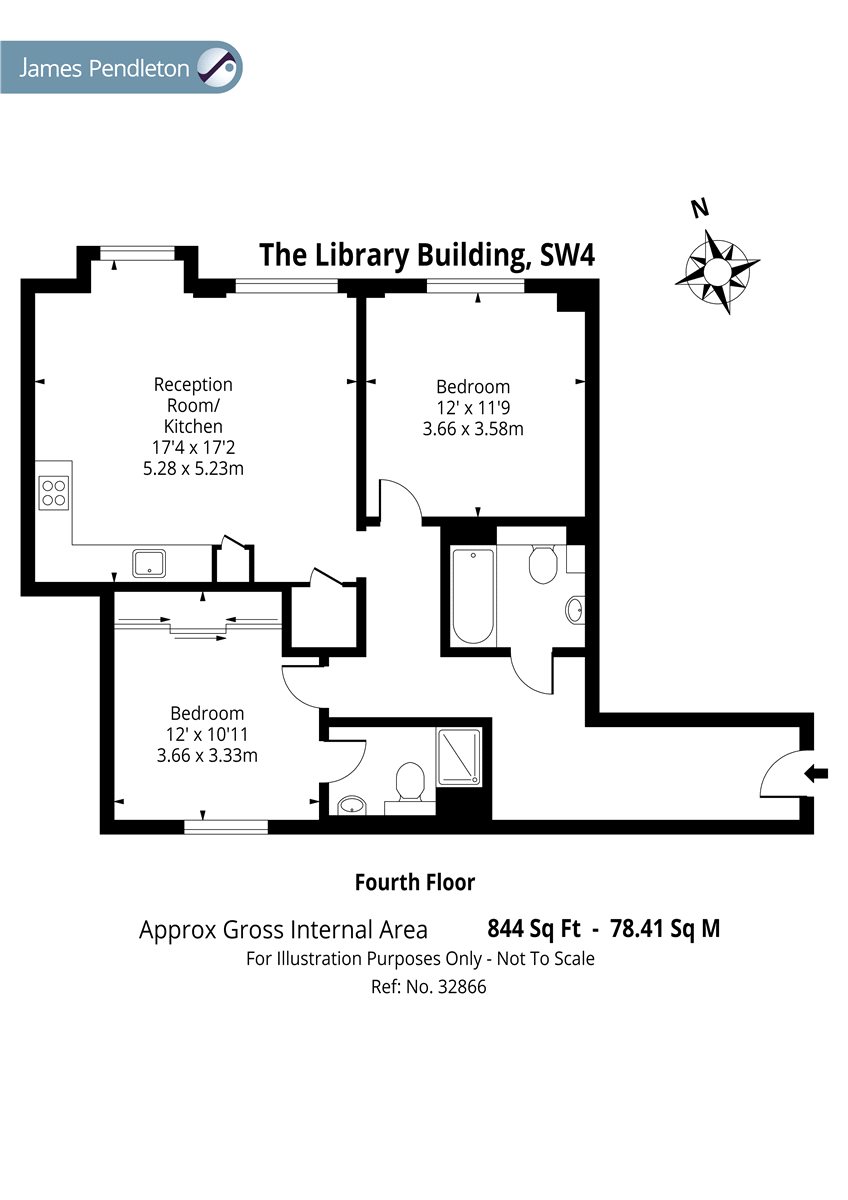 James Pendleton
N
The Library Building, SW4
Reception
Room/
Kitchen
17'4 x 17'2
5.28 x 5.23m
Bedroom
12' x 11'9
3.66 x 3.58m
Bedroom
12' x 10'11
3.66 x 3.33m
Fourth Floor
Approx Gross Internal Area 844 Sq Ft - 78.41 Sq M
For Illustration Purposes Only - Not To Scale
Ref: No. 32866